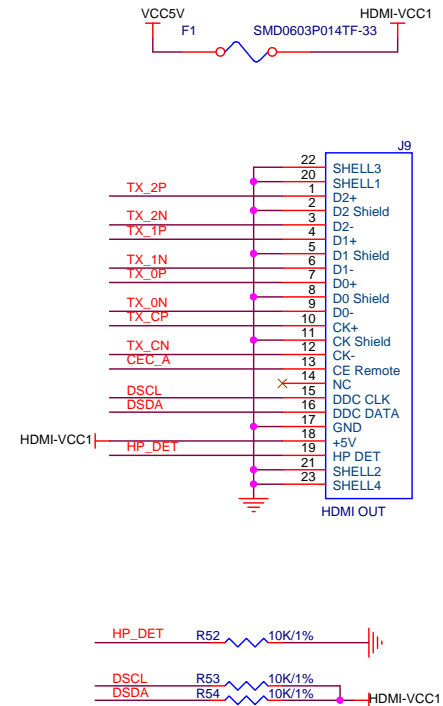 VCC5V HDMI-VCC1
F1 SMD0603P014TF-33
J9
22 SHELL3
20 SHELL1
TX_2P 1 D2+
2 D2 Shield
TX_2N 3 D2-
TX_1P 4 D1+
5 D1 Shield
TX_1N 6 D1-
TX_0P 7 D0+
8 D0 Shield
TX_0N 9 D0-
TX_CP 10 CK+
11 CK Shield
TX_CN 12 CK-
CEC_A 13 CE Remote
14 NC
DSCL 15 DDC CLK
DSDA 16 DDC DATA
17 GND
HDMI-VCC1 18 +5V
HP_DET 19 HP DET
21 SHELL2
23 SHELL4
HDMI OUT
HP_DET R52 10K/1%
DSCL R53 10K/1%
DSDA R54 10K/1% HDMI-VCC1